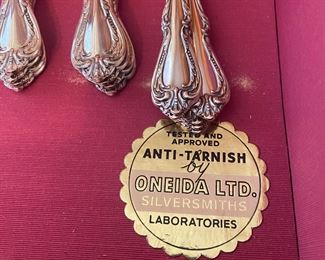 TESTED AND
APPROVED
ANTI-TARNISH
by
ONEIDA LTD.
SILVERSMITHS
LABORATORIES